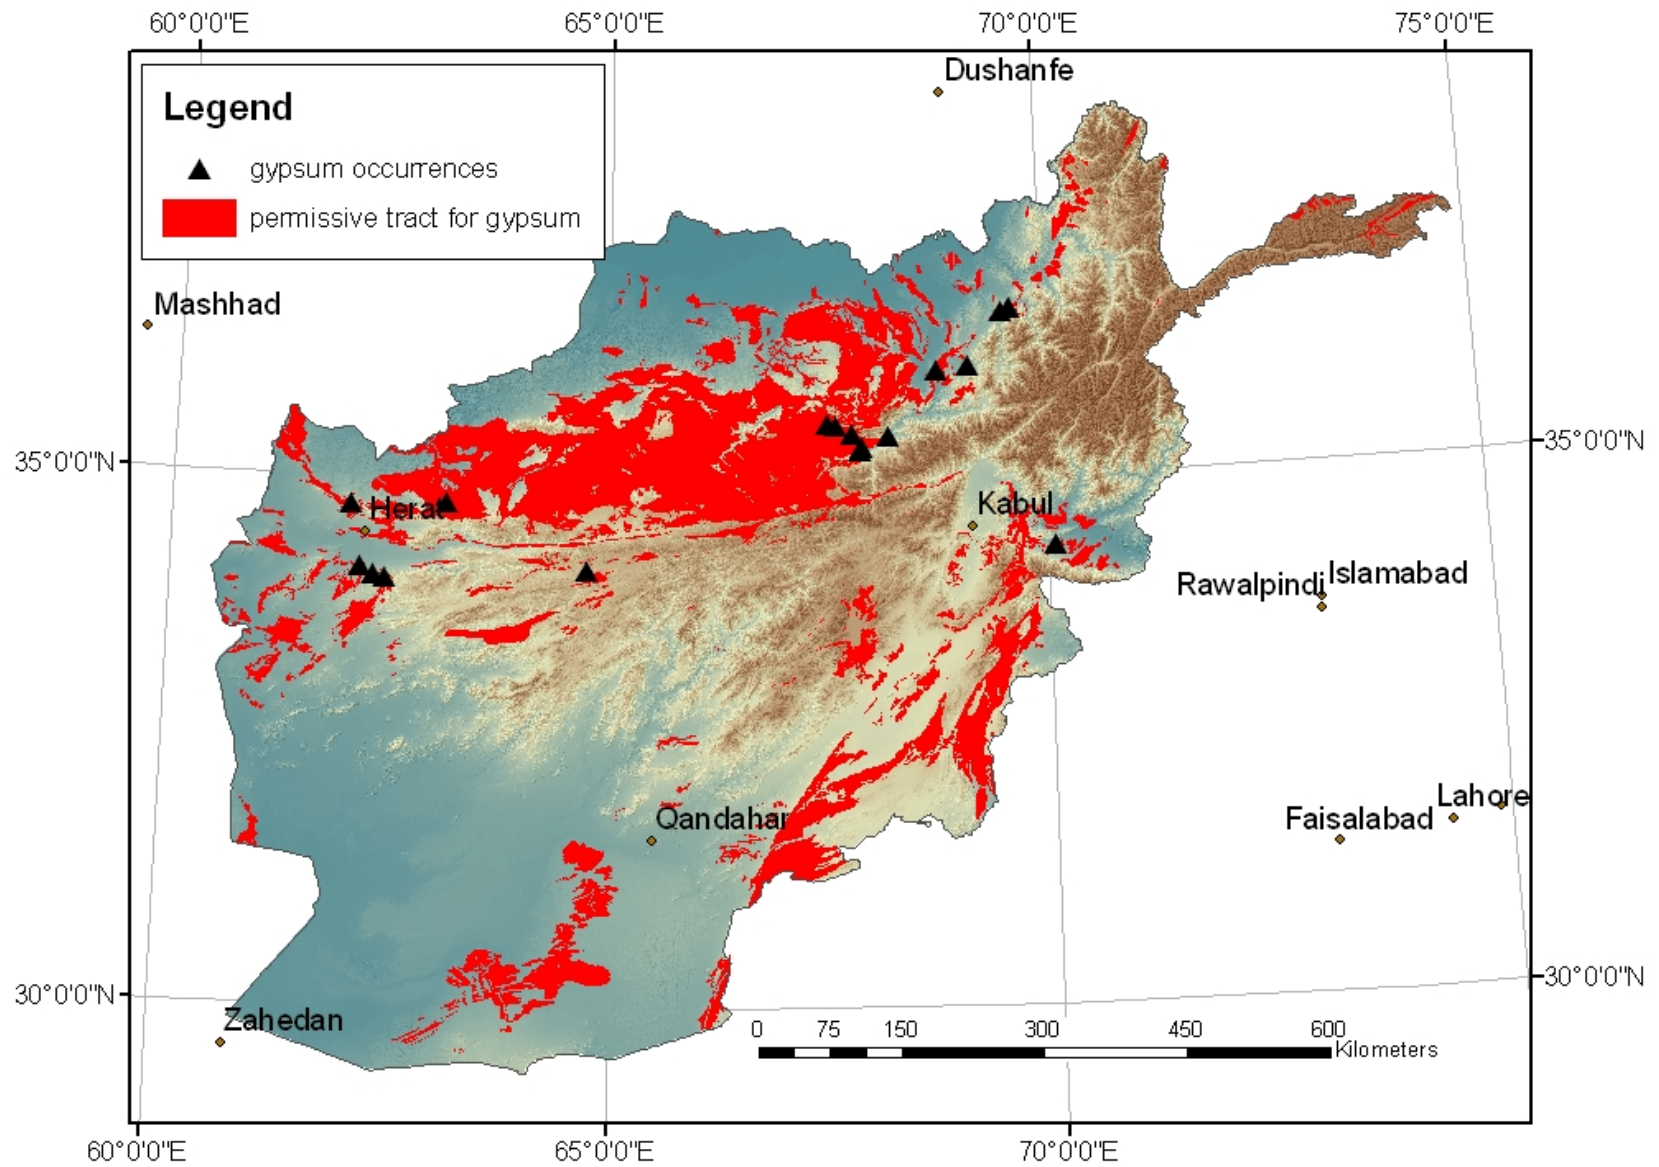 60°0'0"E 65°0'0"E 70°0'0"E 75°0'0"E
Dushanfe
Legend
gypsum occurrences
permissive tract for gypsum
Mashhad
35°0'0"N 35°0'0"N
Herat
Kabul
Rawalpindi Islamabad
Qandahar
Lahore
Faisalabad
30°0'0"N 30°0'0"N
Zahedan
0 75 150 300 450 600
Kilometers
60°0'0"E 65°0'0"E 70°0'0"E